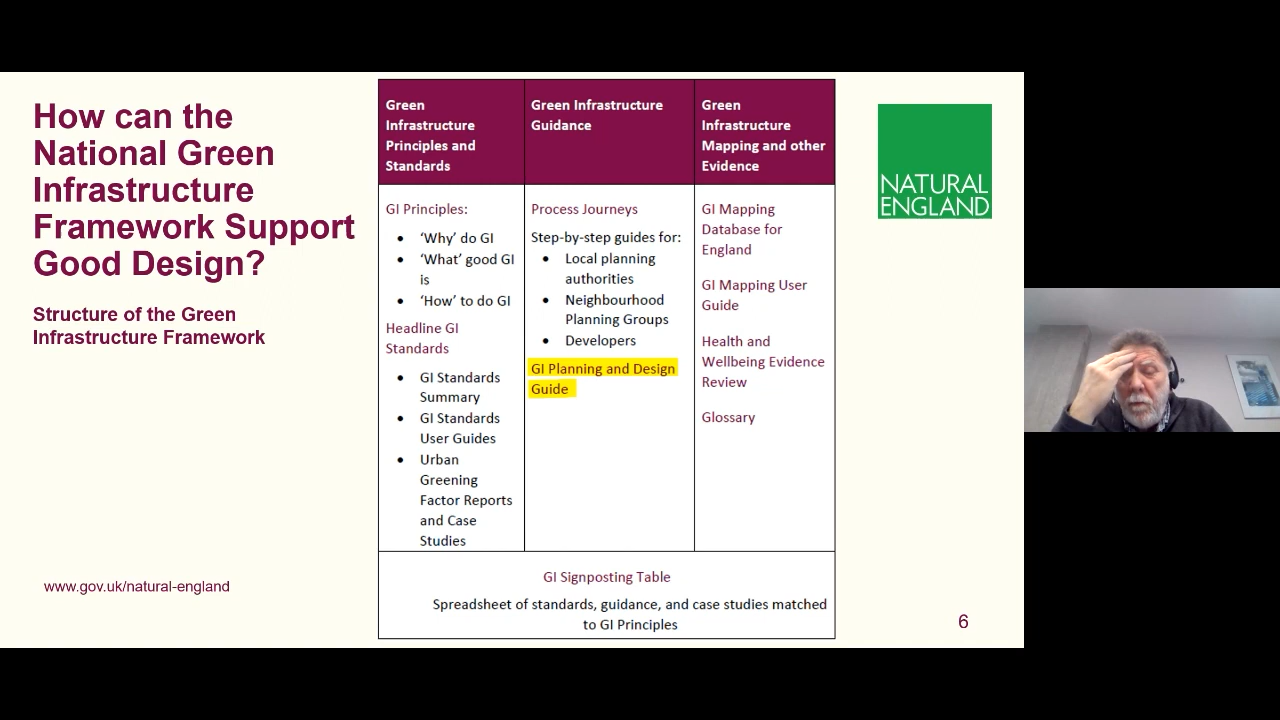 How can the
National Green
Infrastructure
Framework Support
Good Design?
Structure of the Green
Infrastructure Framework
www.gov.uk/natural-england
Green
Infrastructure
Principles and
Standards
GI Principles:
• ‘Why’ do GI
• ‘What’ good GI
is
• ‘How’ to do GI
Headline GI
Standards
• GI Standards
Summary
• GI Standards
User Guides
• Urban
Greening
Factor Reports
and Case
Studies
Green Infrastructure
Guidance
Process Journeys
Step-by-step guides for:
• Local planning
authorities
• Neighbourhood
Planning Groups
• Developers
GI Planning and Design
Guide
Green
Infrastructure
Mapping and other
Evidence
GI Mapping
Database for
England
GI Mapping User
Guide
Health and
Wellbeing Evidence
Review
Glossary
GI Signposting Table
Spreadsheet of standards, guidance, and case studies matched
to GI Principles
NATURAL
ENGLAND
6